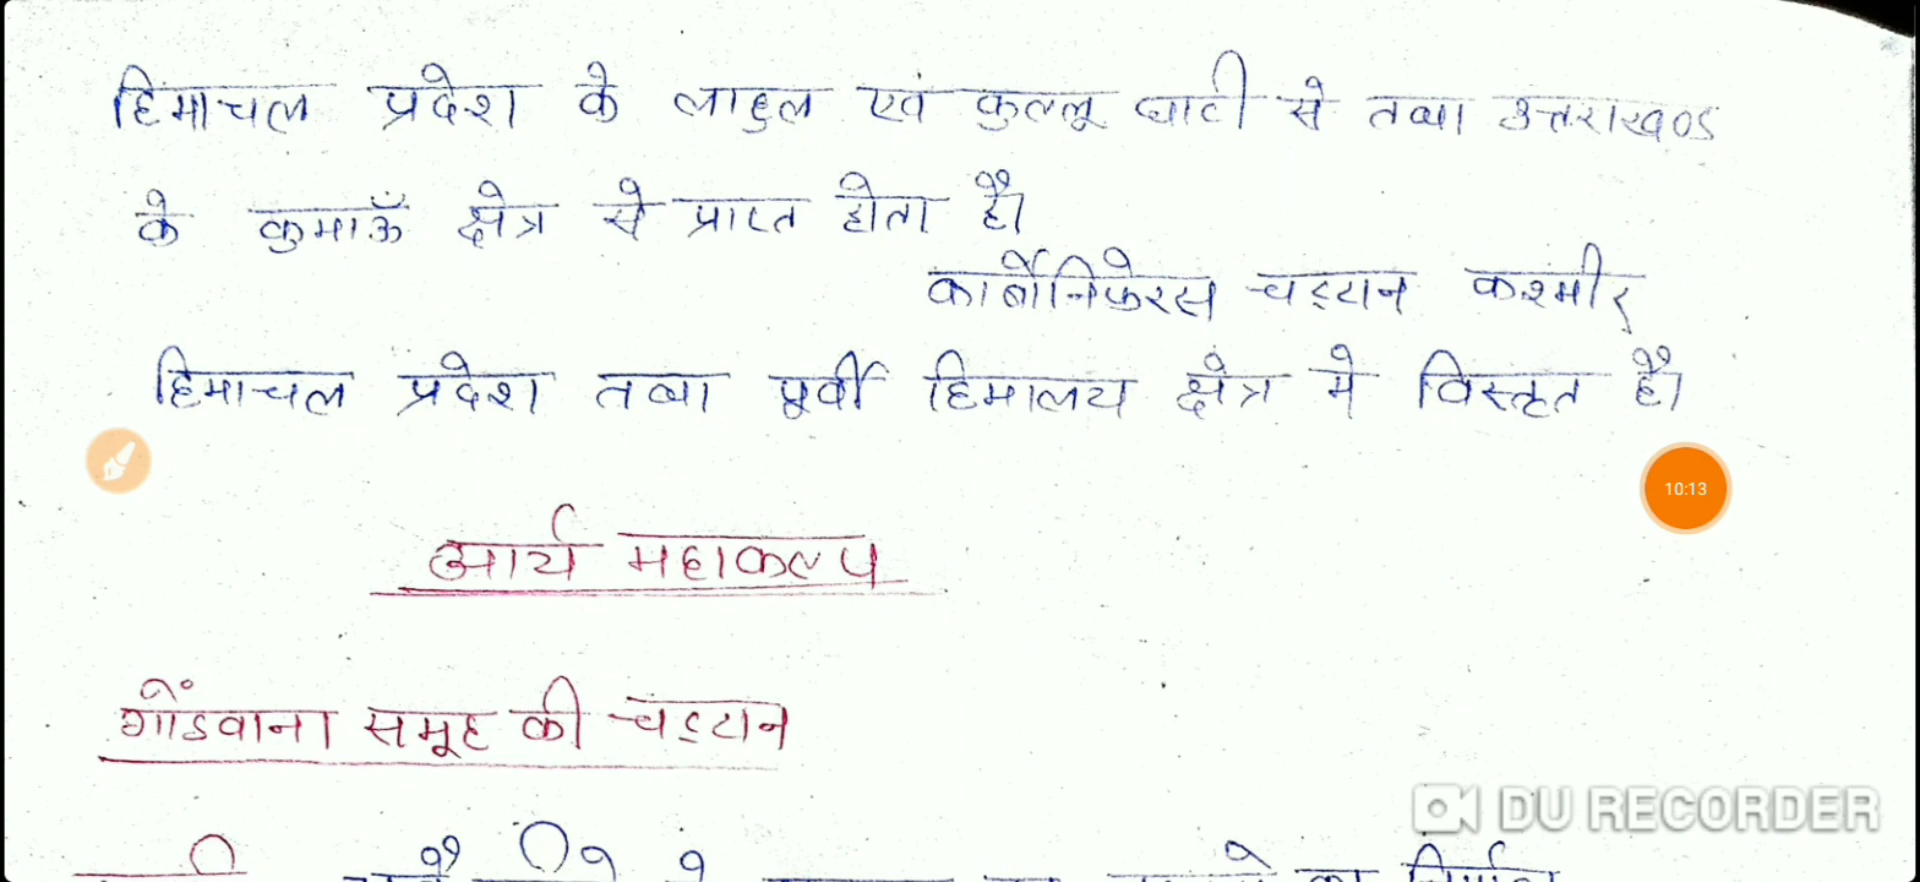 हिमाचल प्रदेश के लाहुल एवं कुल्लू घाटी से तथा उत्तराखण्ड
के कुमाऊँ क्षेत्र से प्राप्त होता है।
कार्बोनिफेरस चट्टान कश्मीर
हिमाचल प्रदेश तथा पूर्वी हिमालय क्षेत्र मे विस्तृत है।
10:13
आर्य महाकल्प
गोंडवाना समूह की चट्टान
DU RECORDER